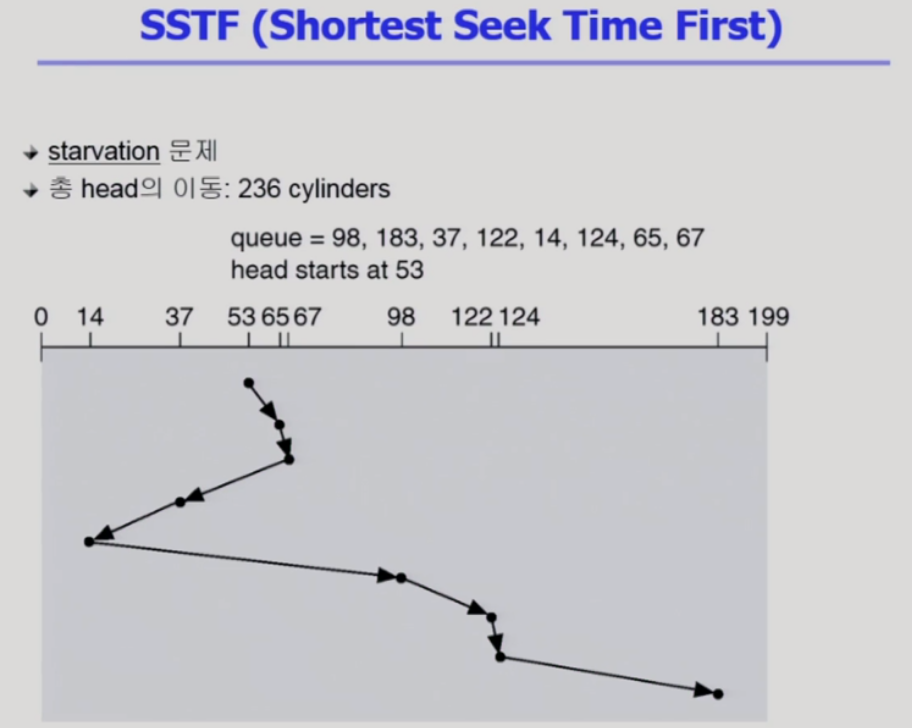 SSTF (Shortest Seek Time First)
starvation 문제
총 head의 이동: 236 cylinders
queue = 98, 183, 37, 122, 14, 124, 65, 67
head starts at 53
0 14 37 53 65 67 98 122 124 183 199